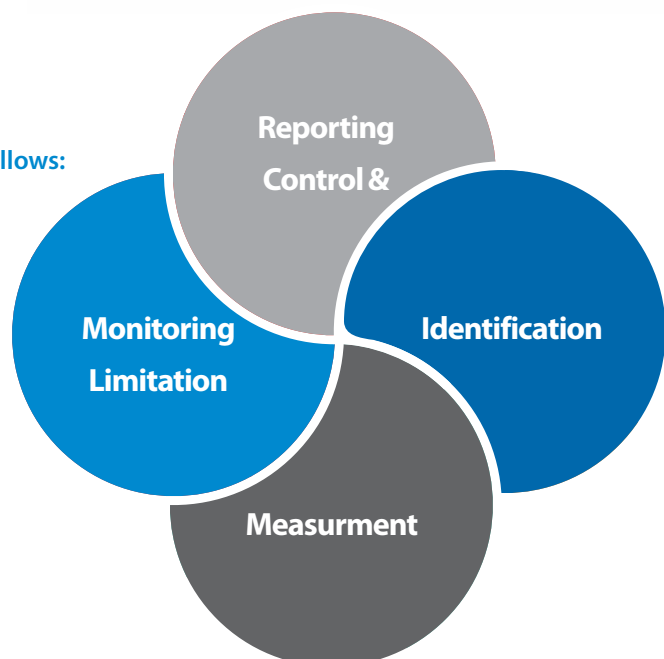 Reporting
Control &
llows:
Monitoring
Limitation
Identification
Measurment